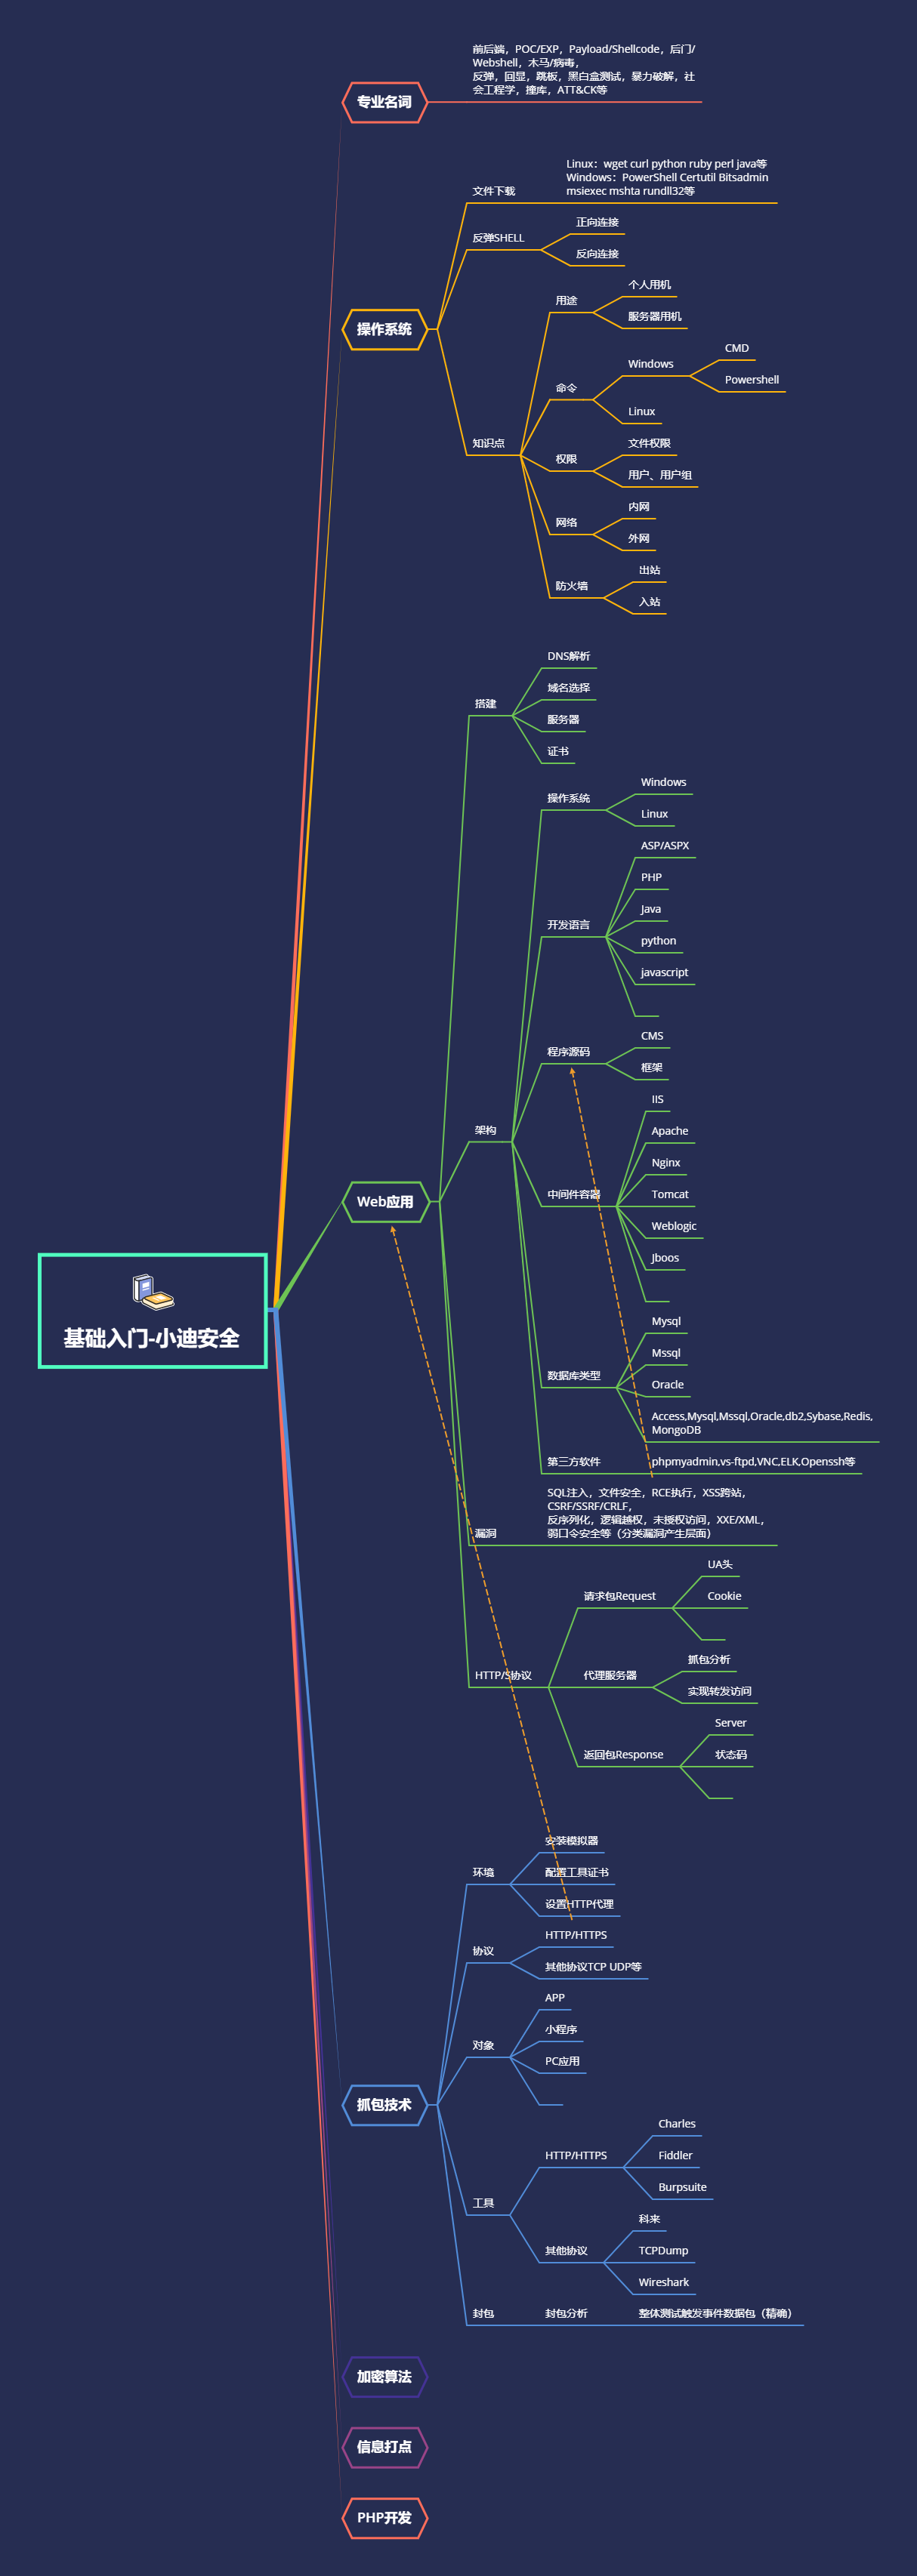 前后端，POC/EXP，Payload/Shellcode，后门/
Webshell，木马/病毒，
反弹，回显，跳板，黑白盒测试，暴力破解，社
会工程学，撞库，ATT&CK等
专业名词
Linux：wget curl python ruby perl java等
Windows：PowerShell Certutil Bitsadmin
msiexec mshta rundll32等
文件下载
正向连接
反弹SHELL
反向连接
个人用机
用途
服务器用机
操作系统
CMD
Windows
Powershell
命令
Linux
知识点
文件权限
权限
用户、用户组
内网
网络
外网
出站
防火墙
入站
DNS解析
域名选择
搭建
服务器
证书
Windows
操作系统
Linux
ASP/ASPX
PHP
Java
开发语言
python
javascript
CMS
程序源码
框架
IIS
架构
Apache
Nginx
中间件容器
Tomcat
Web应用
Weblogic
Jboos
Mysql
Mssql
数据库类型
Oracle
Access,Mysql,Mssql,Oracle,db2,Sybase,Redis,
MongoDB
第三方软件
phpmyadmin,vs-ftpd,VNC,ELK,Openssh等
基础入门-小迪安全
SQL注入，文件安全，RCE执行，XSS跨站，
CSRF/SSRF/CRLF，
反序列化，逻辑越权，未授权访问，XXE/XML，
弱口令安全等（分类漏洞产生层面）
漏洞
UA头
请求包Request
Cookie
抓包分析
HTTP/S协议
代理服务器
实现转发访问
Server
返回包Response
状态码
安装模拟器
环境
配置工具证书
设置HTTP代理
HTTP/HTTPS
协议
其他协议TCP UDP等
APP
小程序
对象
PC应用
抓包技术
Charles
HTTP/HTTPS
Fiddler
Burpsuite
工具
科来
其他协议
TCPDump
Wireshark
封包
封包分析
整体测试触发事件数据包（精确）
加密算法
信息打点
PHP开发